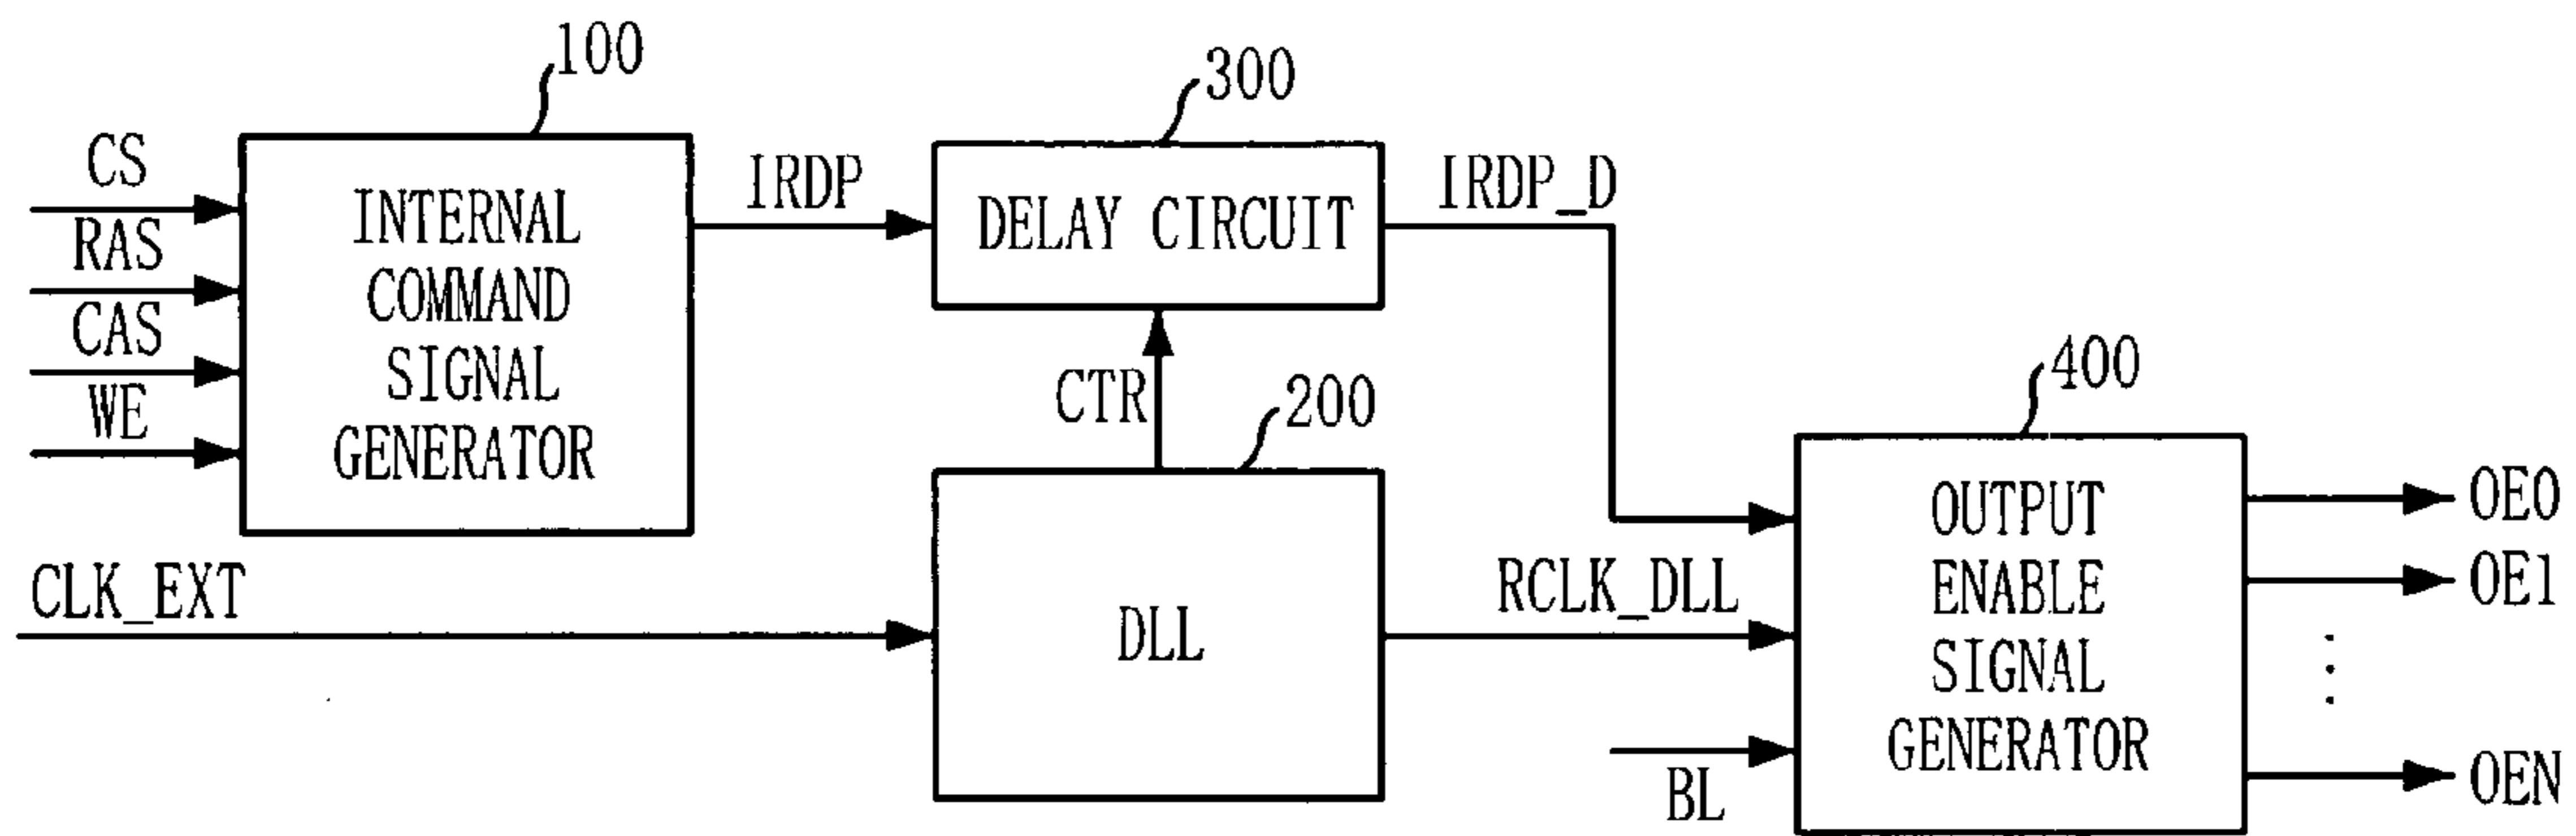 100
300
CS
RAS
CAS
WE
INTERNAL
COMMAND
SIGNAL
GENERATOR
IRDP
DELAY CIRCUIT
IRDP_D
CTR
200
400
CLK_EXT
DLL
RCLK_DLL
BL
OUTPUT
ENABLE
SIGNAL
GENERATOR
OE0
OE1
OEN